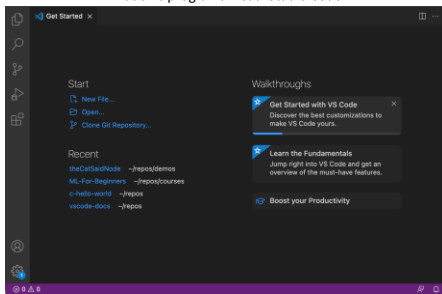 Get Started
Start
New File...
Open...
Clone Git Repository...
Recent
theCatSaidNode ~/repos/demos
ML-For-Beginners ~/repos/courses
c-hello-world ~/repos
vscode-docs ~/repos
Walkthroughs
Get Started with VS Code
Discover the best customizations to
make VS Code yours.
Learn the Fundamentals
Jump right into VS Code and get an
overview of the must-have features.
Boost your Productivity
1
0 0